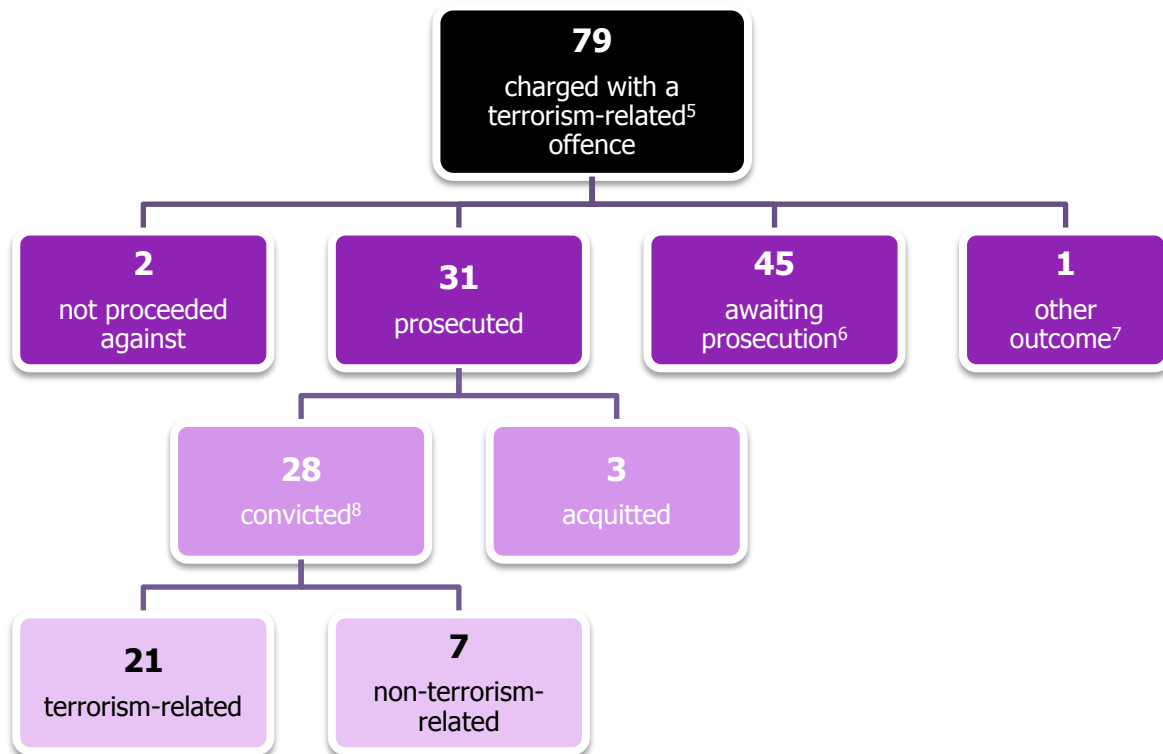 79
charged with a
terrorism-related⁵
offence
2
not proceeded
against
31
prosecuted
45
awaiting
prosecution⁶
1
other
outcome⁷
28
convicted⁸
3
acquitted
21
terrorism-related
7
non-terrorism-
related